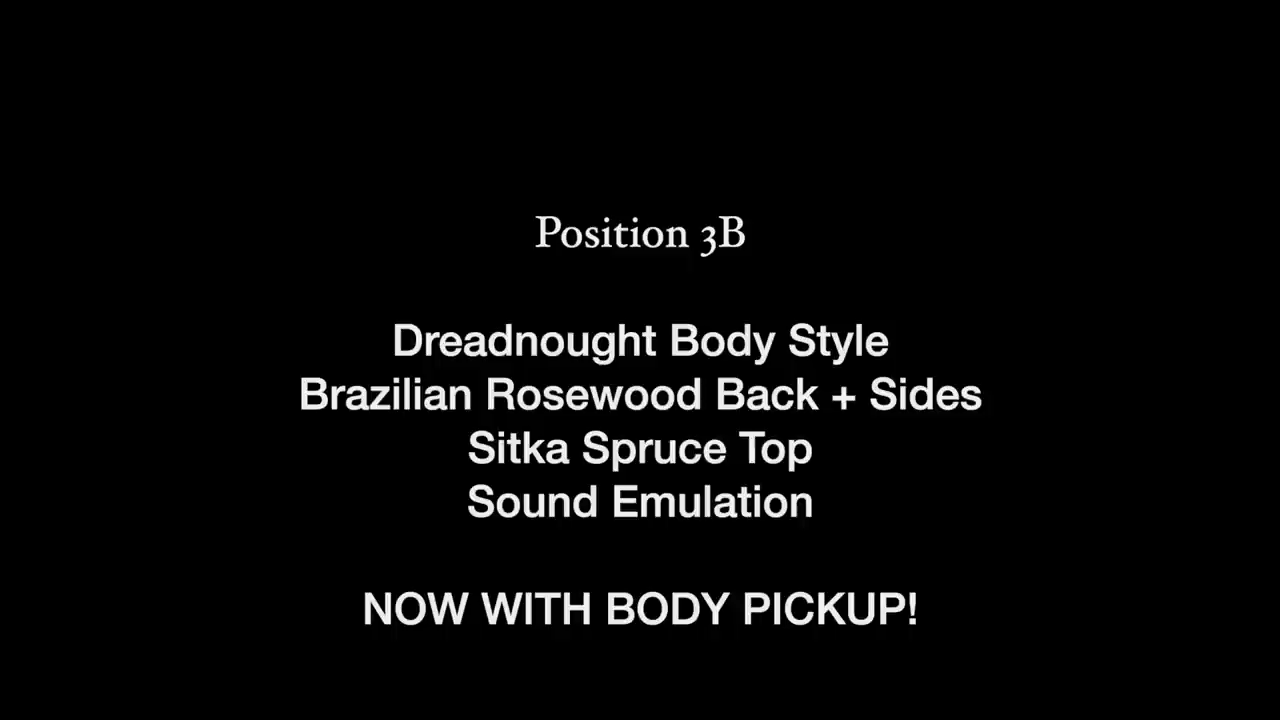 Position 3B
Dreadnought Body Style
Brazilian Rosewood Back + Sides
Sitka Spruce Top
Sound Emulation
NOW WITH BODY PICKUP!